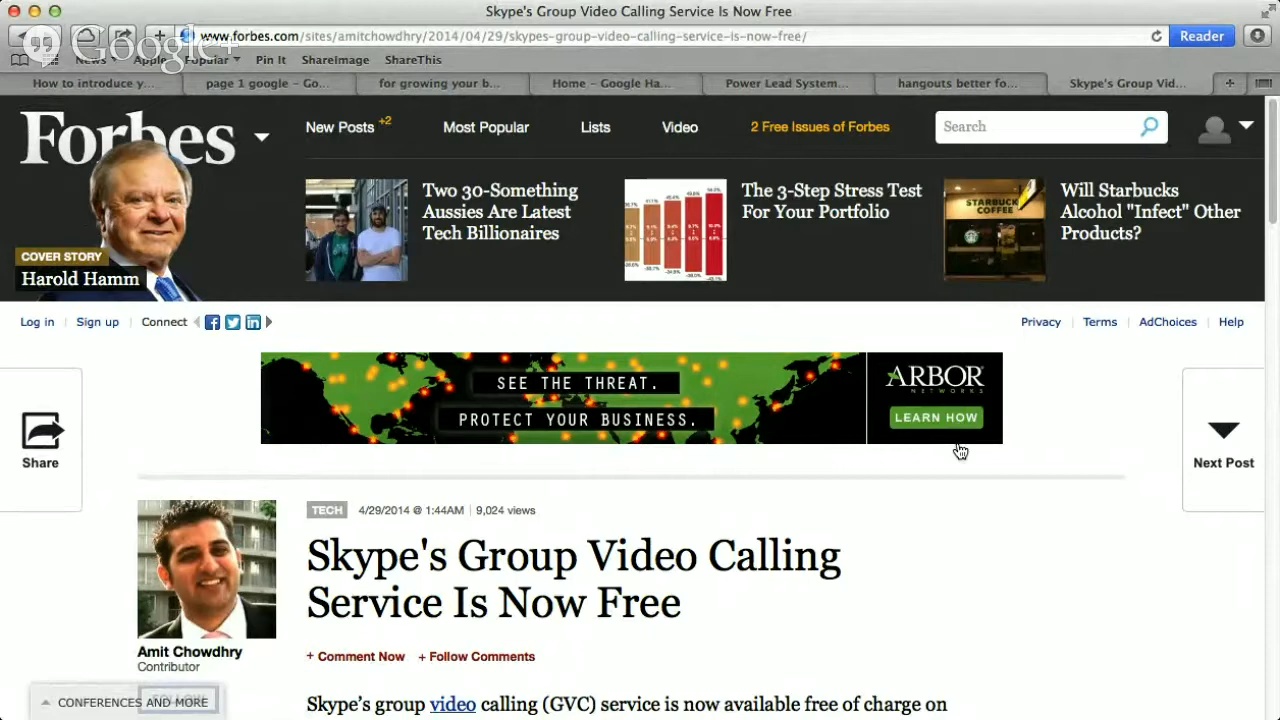 Skype's Group Video Calling Service Is Now Free
Google+
www.forbes.com/sites/amitchowdhry/2014/04/29/skypes-group-video-calling-service-is-now-free/
Reader
News Apple Popular Pin It ShareImage ShareThis
How to introduce y...
page 1 google – Go...
for growing your b...
Home – Google Ha...
Power Lead System...
hangouts better fo...
Skype's Group Vid...
Forbes
New Posts +2
Most Popular
Lists
Video
2 Free Issues of Forbes
Search
COVER STORY
Harold Hamm
Two 30-Something
Aussies Are Latest
Tech Billionaires
The 3-Step Stress Test
For Your Portfolio
STARBUCKS COFFEE
Will Starbucks
Alcohol "Infect" Other
Products?
Log in
Sign up
Connect
Privacy
Terms
AdChoices
Help
SEE THE THREAT.
PROTECT YOUR BUSINESS.
ARBOR
NETWORKS
LEARN HOW
Share
Next Post
TECH 4/29/2014 @ 1:44AM 9,024 views
Skype's Group Video Calling
Service Is Now Free
Amit Chowdhry
Contributor
+ Comment Now + Follow Comments
FOLLOW
CONFERENCES AND MORE
Skype's group video calling (GVC) service is now available free of charge on